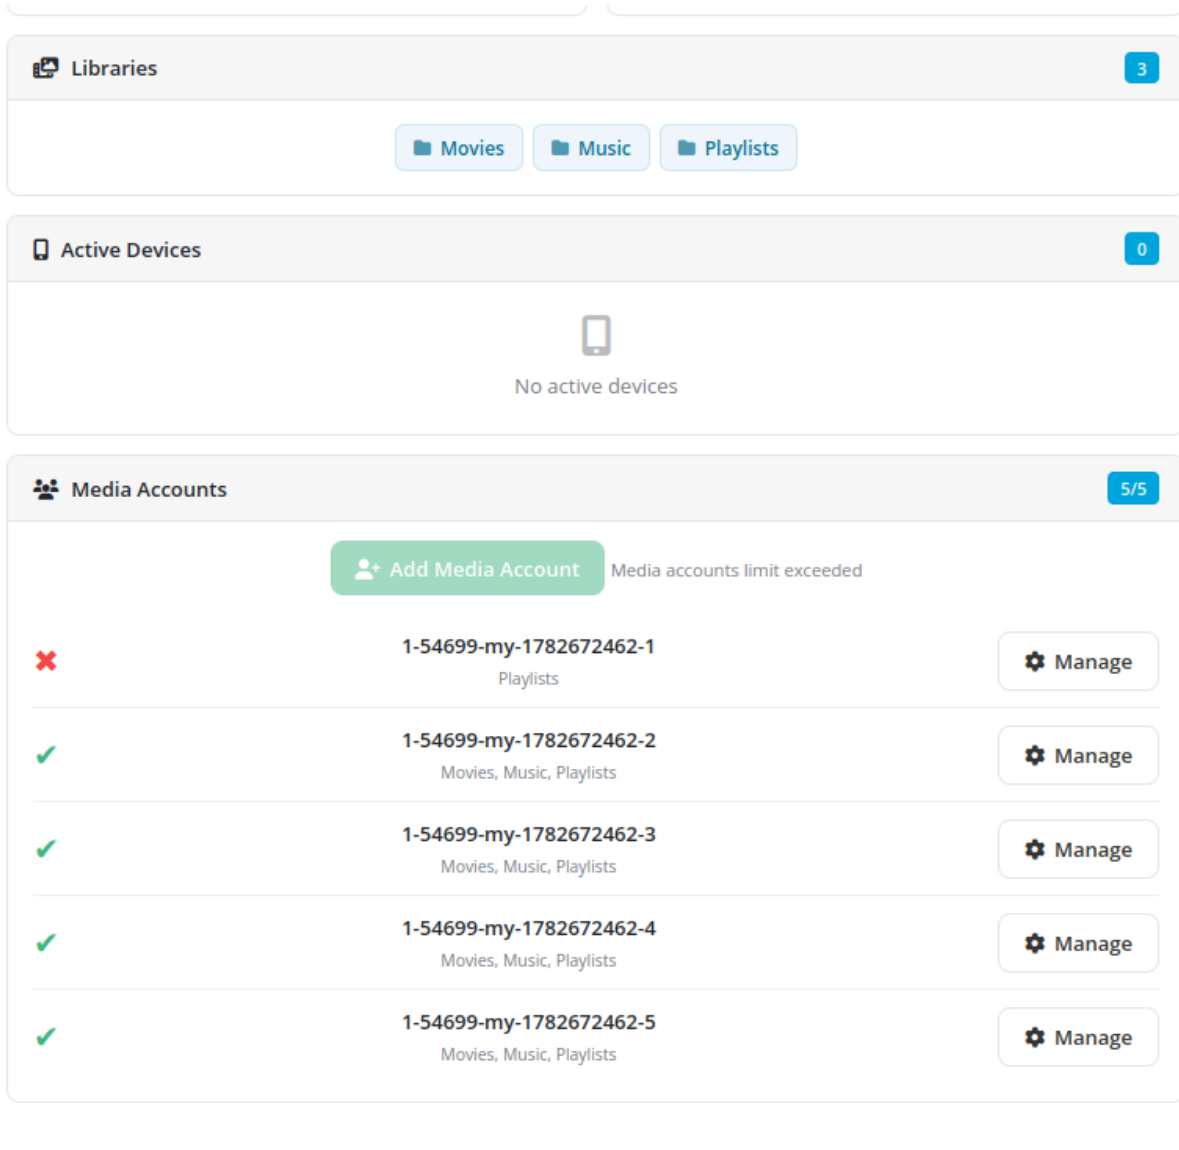 Libraries
3
Movies
Music
Playlists
Active Devices
0
No active devices
Media Accounts
5/5
Add Media Account
Media accounts limit exceeded
1-54699-my-1782672462-1
Playlists
Manage
1-54699-my-1782672462-2
Movies, Music, Playlists
Manage
1-54699-my-1782672462-3
Movies, Music, Playlists
Manage
1-54699-my-1782672462-4
Movies, Music, Playlists
Manage
1-54699-my-1782672462-5
Movies, Music, Playlists
Manage